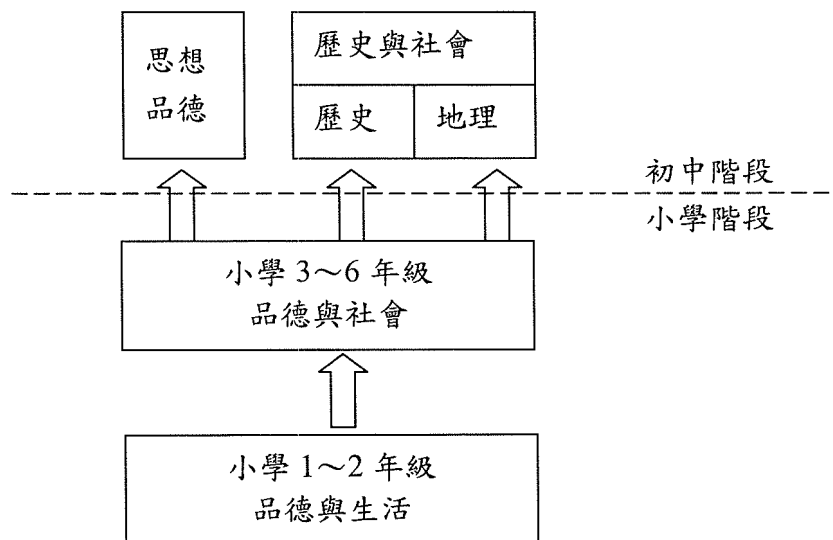 思想
品德
歷史與社會
歷史
地理
初中階段
小學階段
小學 3～6 年級
品德與社會
小學 1～2 年級
品德與生活